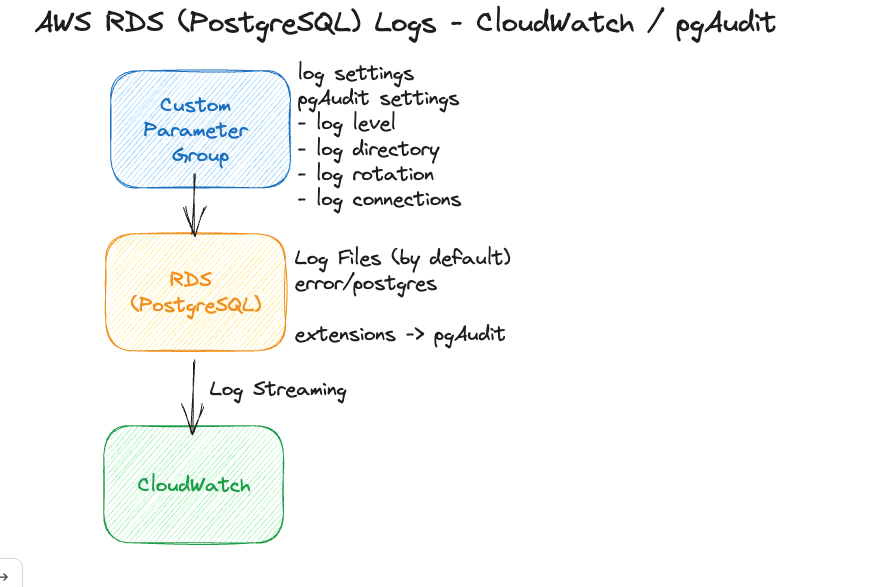 AWS RDS (PostgreSQL) Logs - CloudWatch / pgAudit
Custom
Parameter
Group
log settings
pgAudit settings
- log level
- log directory
- log rotation
- log connections
RDS
(PostgreSQL)
Log Files (by default)
error/postgres
extensions -> pgAudit
Log Streaming
CloudWatch